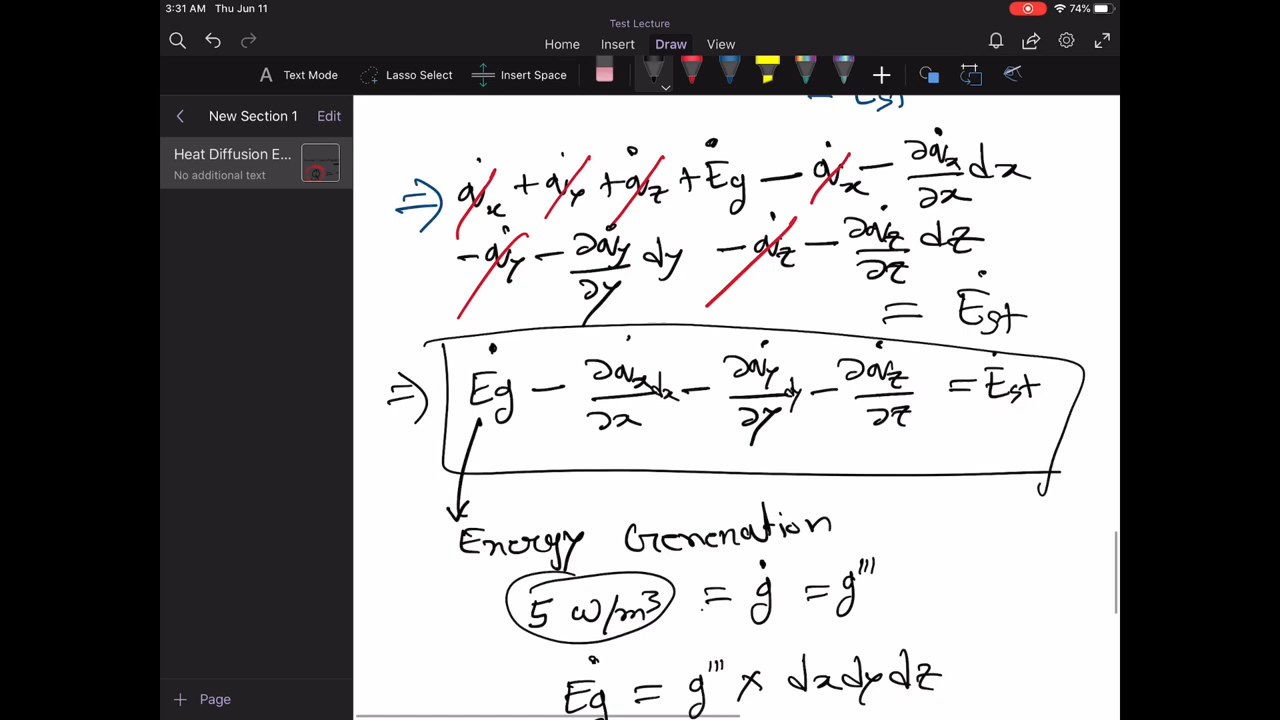 3:31 AM Thu Jun 11
74%
Test Lecture
Home Insert Draw View
Text Mode Lasso Select Insert Space
New Section 1 Edit
Heat Diffusion E...
No additional text
= Est
⇒ q̇x + q̇y + q̇z + Ėg − q̇x − ∂q̇x/∂x dx
− q̇y − ∂q̇y/∂y dy − q̇z − ∂q̇z/∂z dz
= Ėst
⇒ Ėg − ∂q̇x/∂x dx − ∂q̇y/∂y dy − ∂q̇z/∂z = Ėst
Energy Generation
5 W/m³ = ġ = g'''
Ėg = g''' × dxdydz
+ Page